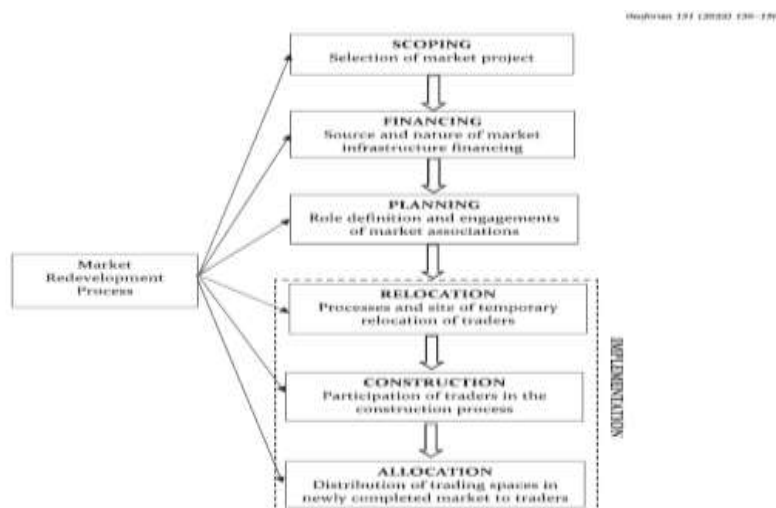 SCOPING
Selection of market project
FINANCING
Source and nature of market
infrastructure financing
PLANNING
Role definition and engagements
of market associations
Market
Redevelopment
Process
RELOCATION
Processes and site of temporary
relocation of traders
CONSTRUCTION
Participation of traders in the
construction process
ALLOCATION
Distribution of trading spaces in
newly completed market to traders
IMPLEMENTATION